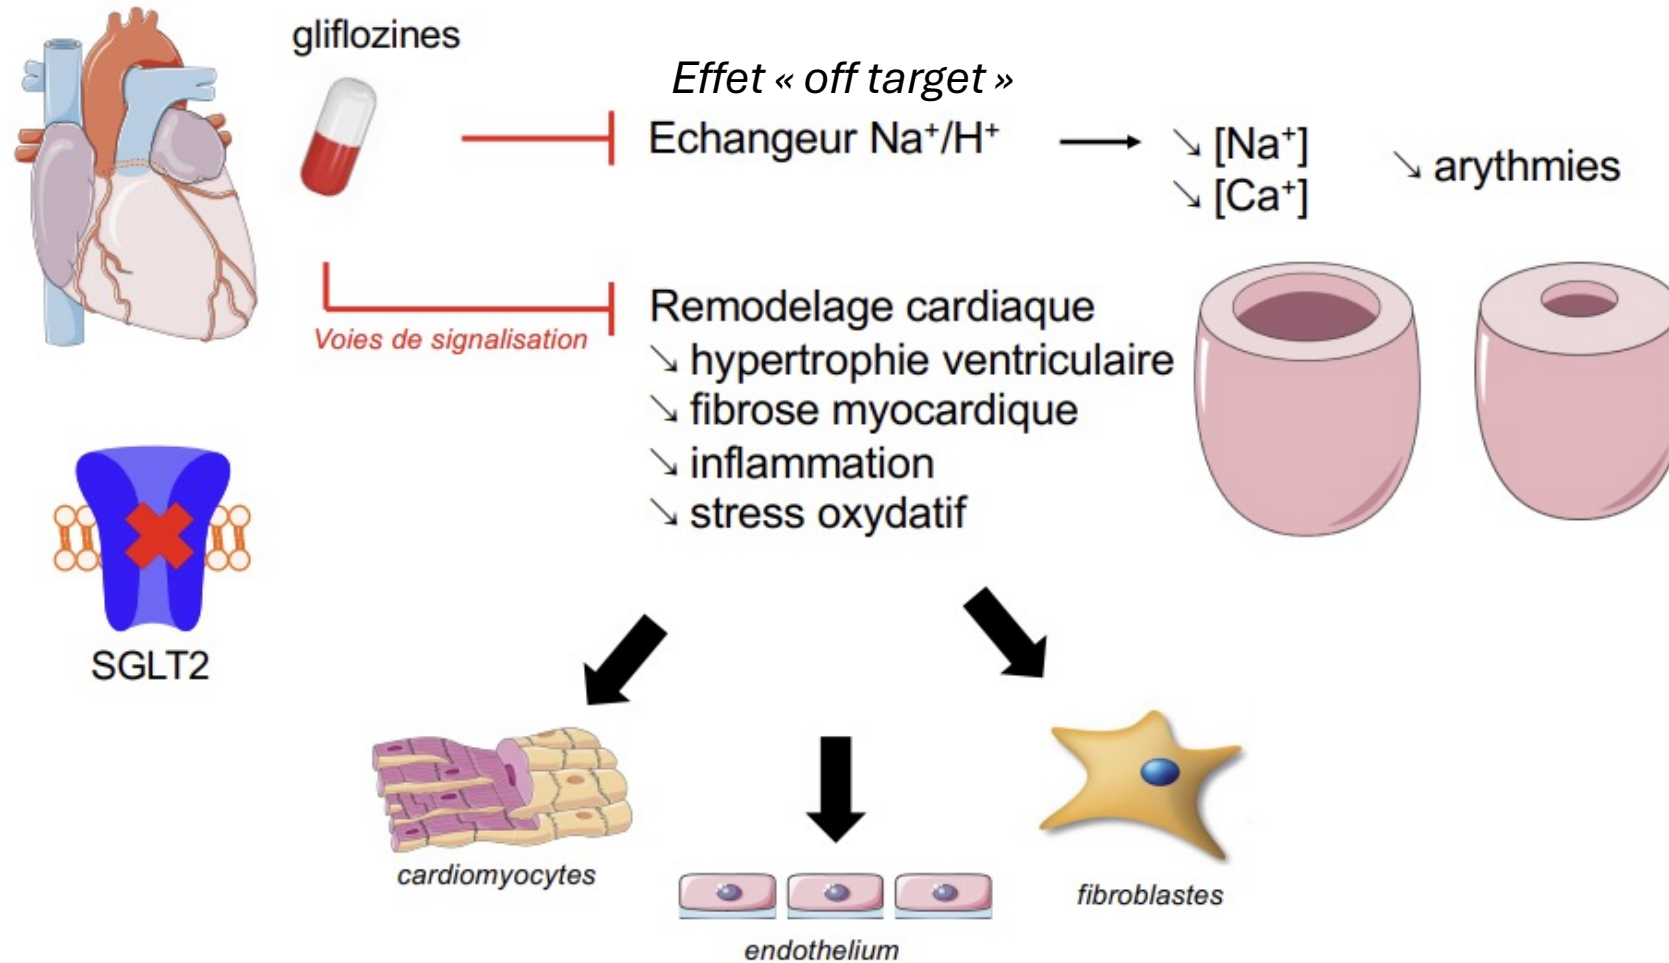 gliflozines
Effet « off target »
Echangeur Na⁺/H⁺
↘ [Na⁺]
↘ [Ca⁺]
↘ arythmies
Voies de signalisation
Remodelage cardiaque
↘ hypertrophie ventriculaire
↘ fibrose myocardique
↘ inflammation
↘ stress oxydatif
SGLT2
cardiomyocytes
endothelium
fibroblastes